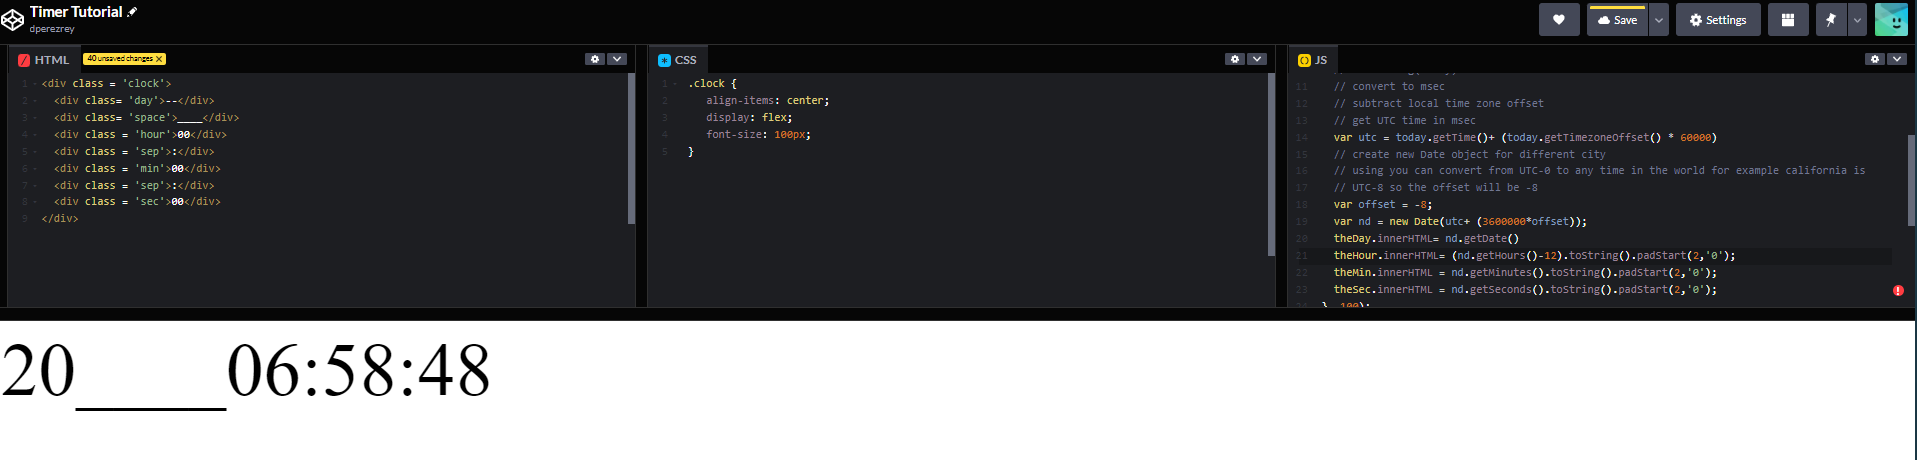 Timer Tutorial
dperezrey
Save
Settings
HTML
40 unsaved changes X
1 <div class = 'clock'>
2 <div class= 'day'>--</div>
3 <div class= 'space'>____</div>
4 <div class = 'hour'>00</div>
5 <div class = 'sep'>:</div>
6 <div class = 'min'>00</div>
7 <div class = 'sep'>:</div>
8 <div class = 'sec'>00</div>
9 </div>
CSS
1 .clock {
2 align-items: center;
3 display: flex;
4 font-size: 100px;
5 }
JS
11 // convert to msec
12 // subtract local time zone offset
13 // get UTC time in msec
14 var utc = today.getTime()+ (today.getTimezoneOffset() * 60000)
15 // create new Date object for different city
16 // using you can convert from UTC-0 to any time in the world for example california is
17 // UTC-8 so the offset will be -8
18 var offset = -8;
19 var nd = new Date(utc+ (3600000*offset));
20 theDay.innerHTML= nd.getDate()
21 theHour.innerHTML= (nd.getHours()-12).toString().padStart(2,'0');
22 theMin.innerHTML = nd.getMinutes().toString().padStart(2,'0');
23 theSec.innerHTML = nd.getSeconds().toString().padStart(2,'0');
24 }, 100);
20____06:58:48